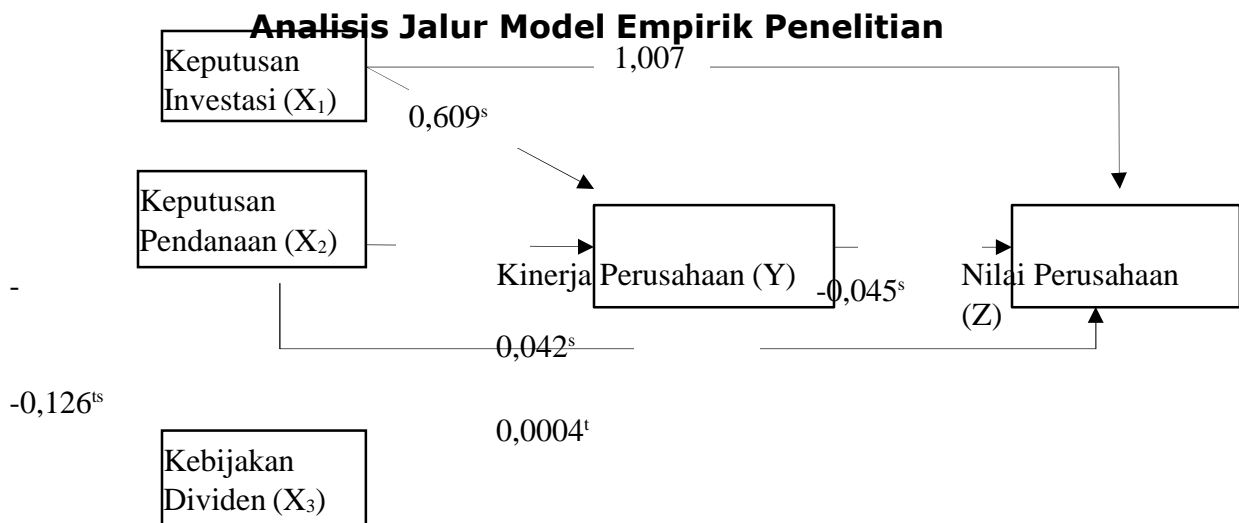 Analisis Jalur Model Empirik Penelitian
Keputusan
Investasi (X₁)
1,007
0,609ˢ
Keputusan
Pendanaan (X₂)
Kinerja Perusahaan (Y)
-0,045ˢ
Nilai Perusahaan
(Z)
-
0,042ˢ
-0,126ᵗˢ
0,0004ᵗ
Kebijakan
Dividen (X₃)